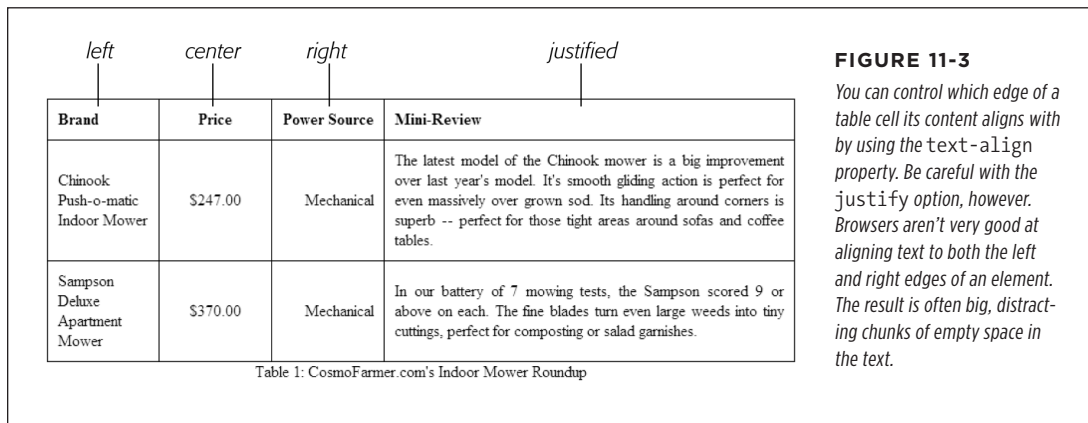 left center right justified
Brand Price Power Source Mini-Review
Chinook
Push-o-matic
Indoor Mower
$247.00
Mechanical
The latest model of the Chinook mower is a big improvement
over last year's model. It's smooth gliding action is perfect for
even massively over grown sod. Its handling around corners is
superb -- perfect for those tight areas around sofas and coffee
tables.
Sampson
Deluxe
Apartment
Mower
$370.00
Mechanical
In our battery of 7 mowing tests, the Sampson scored 9 or
above on each. The fine blades turn even large weeds into tiny
cuttings, perfect for composting or salad garnishes.
Table 1: CosmoFarmer.com's Indoor Mower Roundup
FIGURE 11-3
You can control which edge of a
table cell its content aligns with
by using the text-align
property. Be careful with the
justify option, however.
Browsers aren’t very good at
aligning text to both the left
and right edges of an element.
The result is often big, distract-
ing chunks of empty space in
the text.